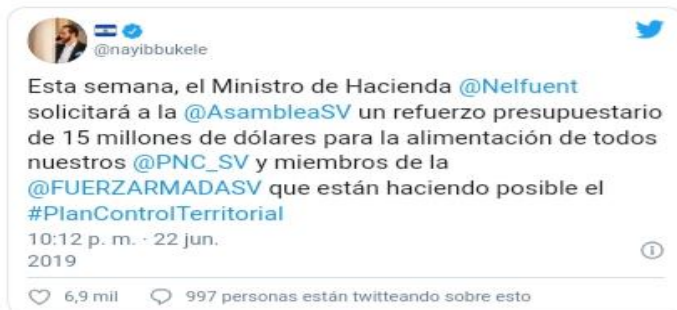 @nayibbukele
Esta semana, el Ministro de Hacienda @Nelfuent
solicitará a la @AsambleaSV un refuerzo presupuestario
de 15 millones de dólares para la alimentación de todos
nuestros @PNC_SV y miembros de la
@FUERZARMADASV que están haciendo posible el
#PlanControlTerritorial
10:12 p. m. · 22 jun.
2019
6,9 mil 997 personas están twitteando sobre esto